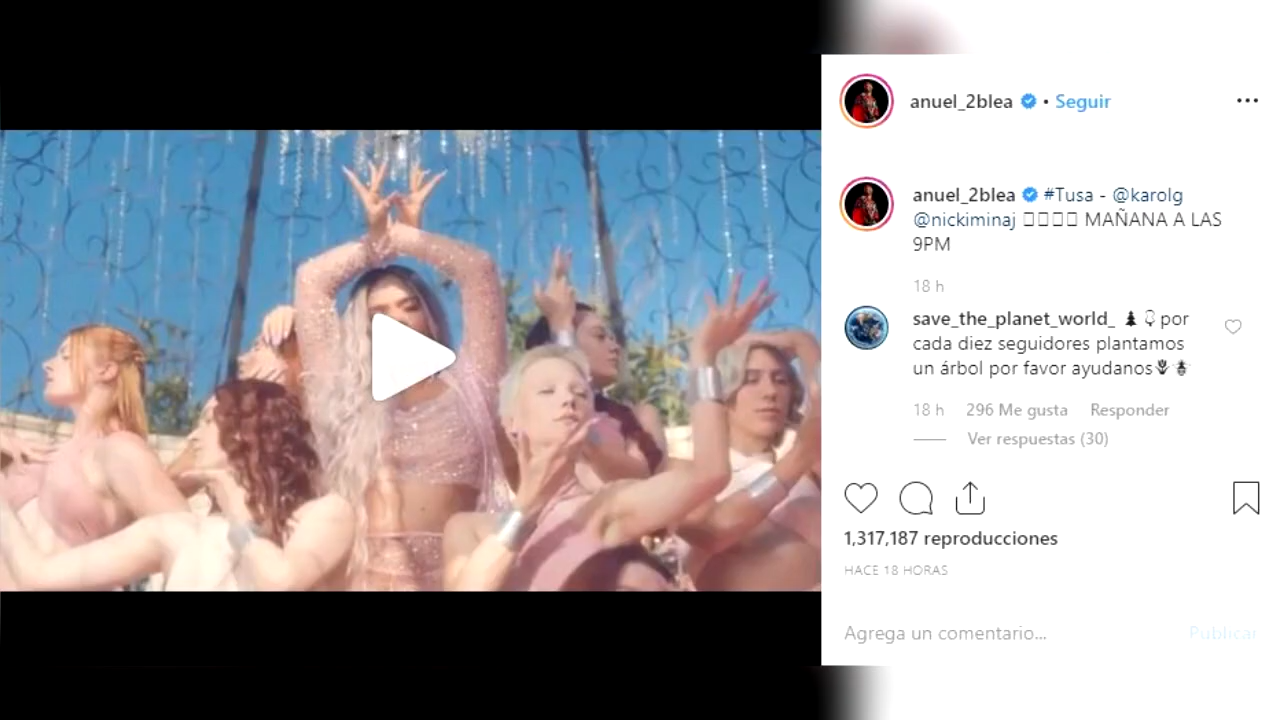 anuel_2blea • Seguir
anuel_2blea #Tusa - @karolg
@nickiminaj □□□□ MAÑANA A LAS
9PM
18 h
save_the_planet_world_ 🌲👇 por
cada diez seguidores plantamos
un árbol por favor ayudanos🌷🐝
18 h 296 Me gusta Responder
Ver respuestas (30)
1,317,187 reproducciones
HACE 18 HORAS
Agrega un comentario...
Publicar